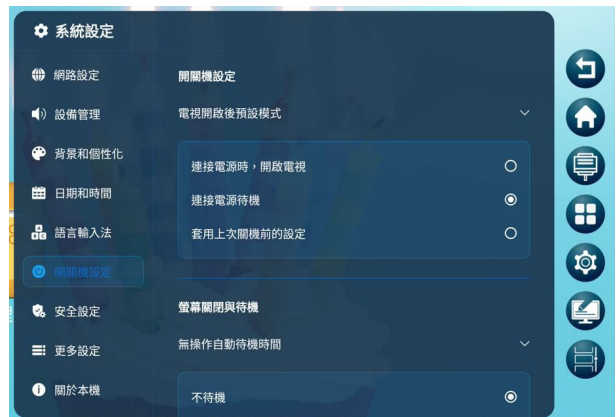 系統設定
網路設定
設備管理
背景和個性化
日期和時間
語言輸入法
開關機設定
安全設定
更多設定
關於本機
開關機設定
電視開啟後預設模式
連接電源時，開啟電視
連接電源待機
套用上次關機前的設定
螢幕關閉與待機
無操作自動待機時間
不待機